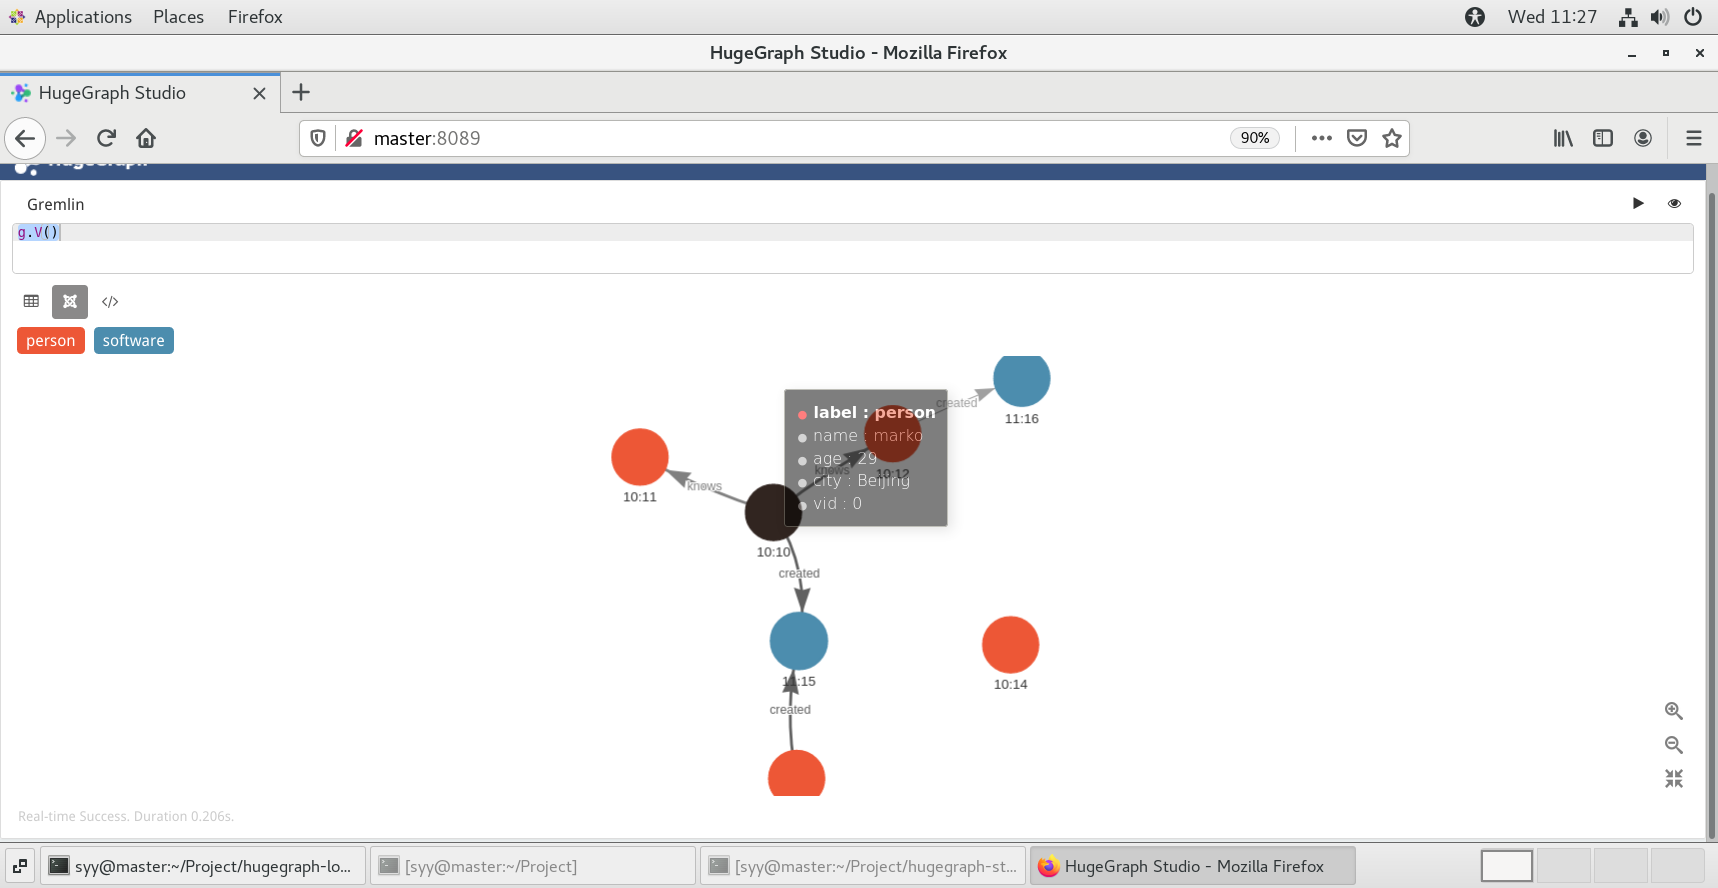 Applications Places Firefox Wed 11:27
HugeGraph Studio - Mozilla Firefox
HugeGraph Studio
master:8089 90%
HugeGraph
Gremlin
g.V()
person software
created
11:16
label : person
name : marko
age : 29
city : Beijing
vid : 0
knows
10:12
knows
10:11
10:10
created
11:15
created
10:14
Real-time Success. Duration 0.206s.
syy@master:~/Project/hugegraph-lo... [syy@master:~/Project] [syy@master:~/Project/hugegraph-st... HugeGraph Studio - Mozilla Firefox